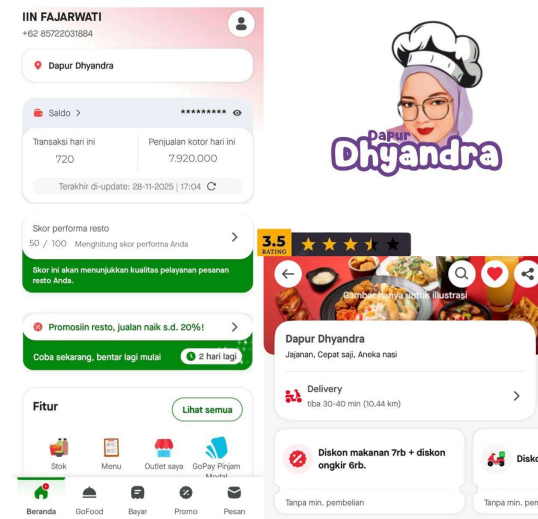 IIN FAJARWATI
+62 85722031884
Dapur Dhyandra
Saldo >
*********
Transaksi hari ini
720
Penjualan kotor hari ini
7.920.000
Terakhir di-update: 28-11-2025 | 17:04
Skor performa resto
50 / 100 Menghitung skor performa Anda
Skor ini akan menunjukkan kualitas pelayanan pesanan
resto Anda.
Promosiin resto, jualan naik s.d. 20%!
Coba sekarang, bentar lagi mulai
2 hari lagi
Fitur
Lihat semua
Stok
Menu
Outlet saya
GoPay Pinjam
Modal
Beranda
GoFood
Bayar
Promo
Pesan
Dapur
Dhyandra
3.5
RATING
Gambar hanya untuk illustrasi
Dapur Dhyandra
Jajanan, Cepat saji, Aneka nasi
Delivery
tiba 30-40 min (10.44 km)
Diskon makanan 7rb + diskon
ongkir 6rb.
Tanpa min. pembelian
Disko
Tanpa min. pem